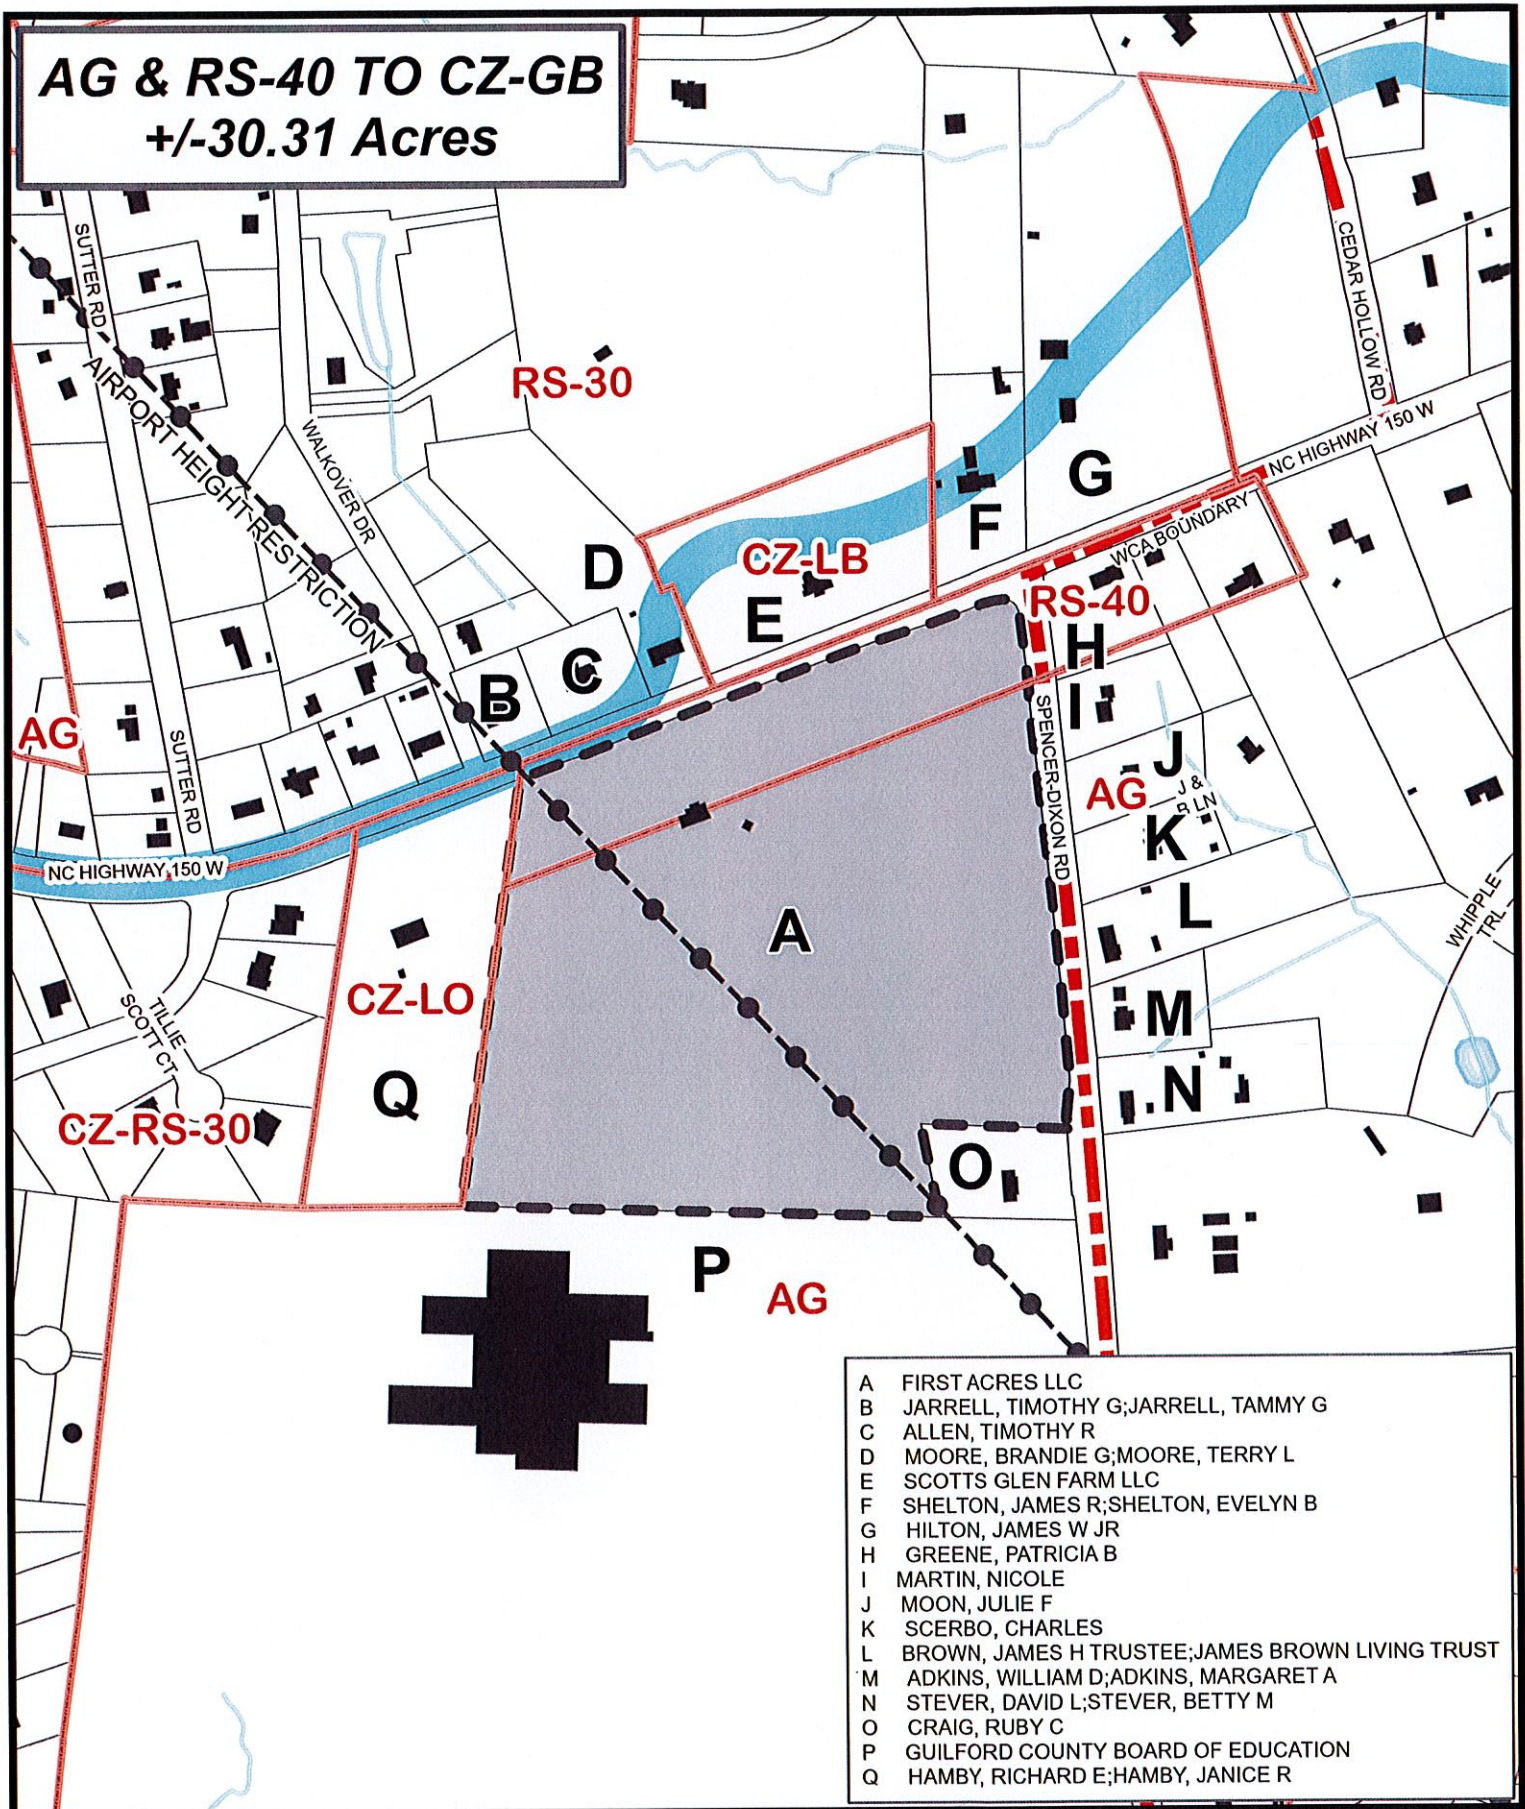 AG & RS-40 TO CZ-GB
+/-30.31 Acres
SUTTER RD
CEDAR HOLLOW RD
AIRPORT HEIGHT RESTRICTION
RS-30
WALKOVER DR
NC HIGHWAY 150 W
G
WCA BOUNDARY
F
D
CZ-LB
E
RS-40
H
C
B
I
AG
SUTTER RD
SPENCER-DIXON RD
J
J &
B LN
AG
K
NC HIGHWAY 150 W
L
WHIPPLE
TRL
A
CZ-LO
M
TILLIE
SCOTT CT
Q
N
CZ-RS-30
O
P
AG
A FIRST ACRES LLC
B JARRELL, TIMOTHY G;JARRELL, TAMMY G
C ALLEN, TIMOTHY R
D MOORE, BRANDIE G;MOORE, TERRY L
E SCOTTS GLEN FARM LLC
F SHELTON, JAMES R;SHELTON, EVELYN B
G HILTON, JAMES W JR
H GREENE, PATRICIA B
I MARTIN, NICOLE
J MOON, JULIE F
K SCERBO, CHARLES
L BROWN, JAMES H TRUSTEE;JAMES BROWN LIVING TRUST
M ADKINS, WILLIAM D;ADKINS, MARGARET A
N STEVER, DAVID L;STEVER, BETTY M
O CRAIG, RUBY C
P GUILFORD COUNTY BOARD OF EDUCATION
Q HAMBY, RICHARD E;HAMBY, JANICE R